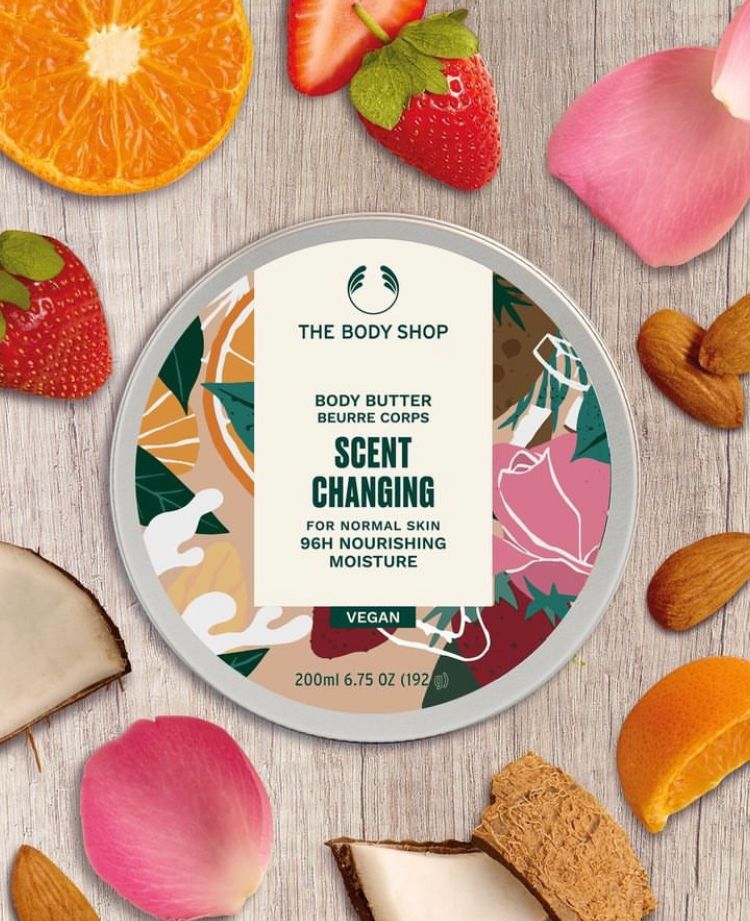 THE BODY SHOP
BODY BUTTER
BEURRE CORPS
SCENT
CHANGING
FOR NORMAL SKIN
96H NOURISHING
MOISTURE
VEGAN
200ml 6.75 OZ (192 g)